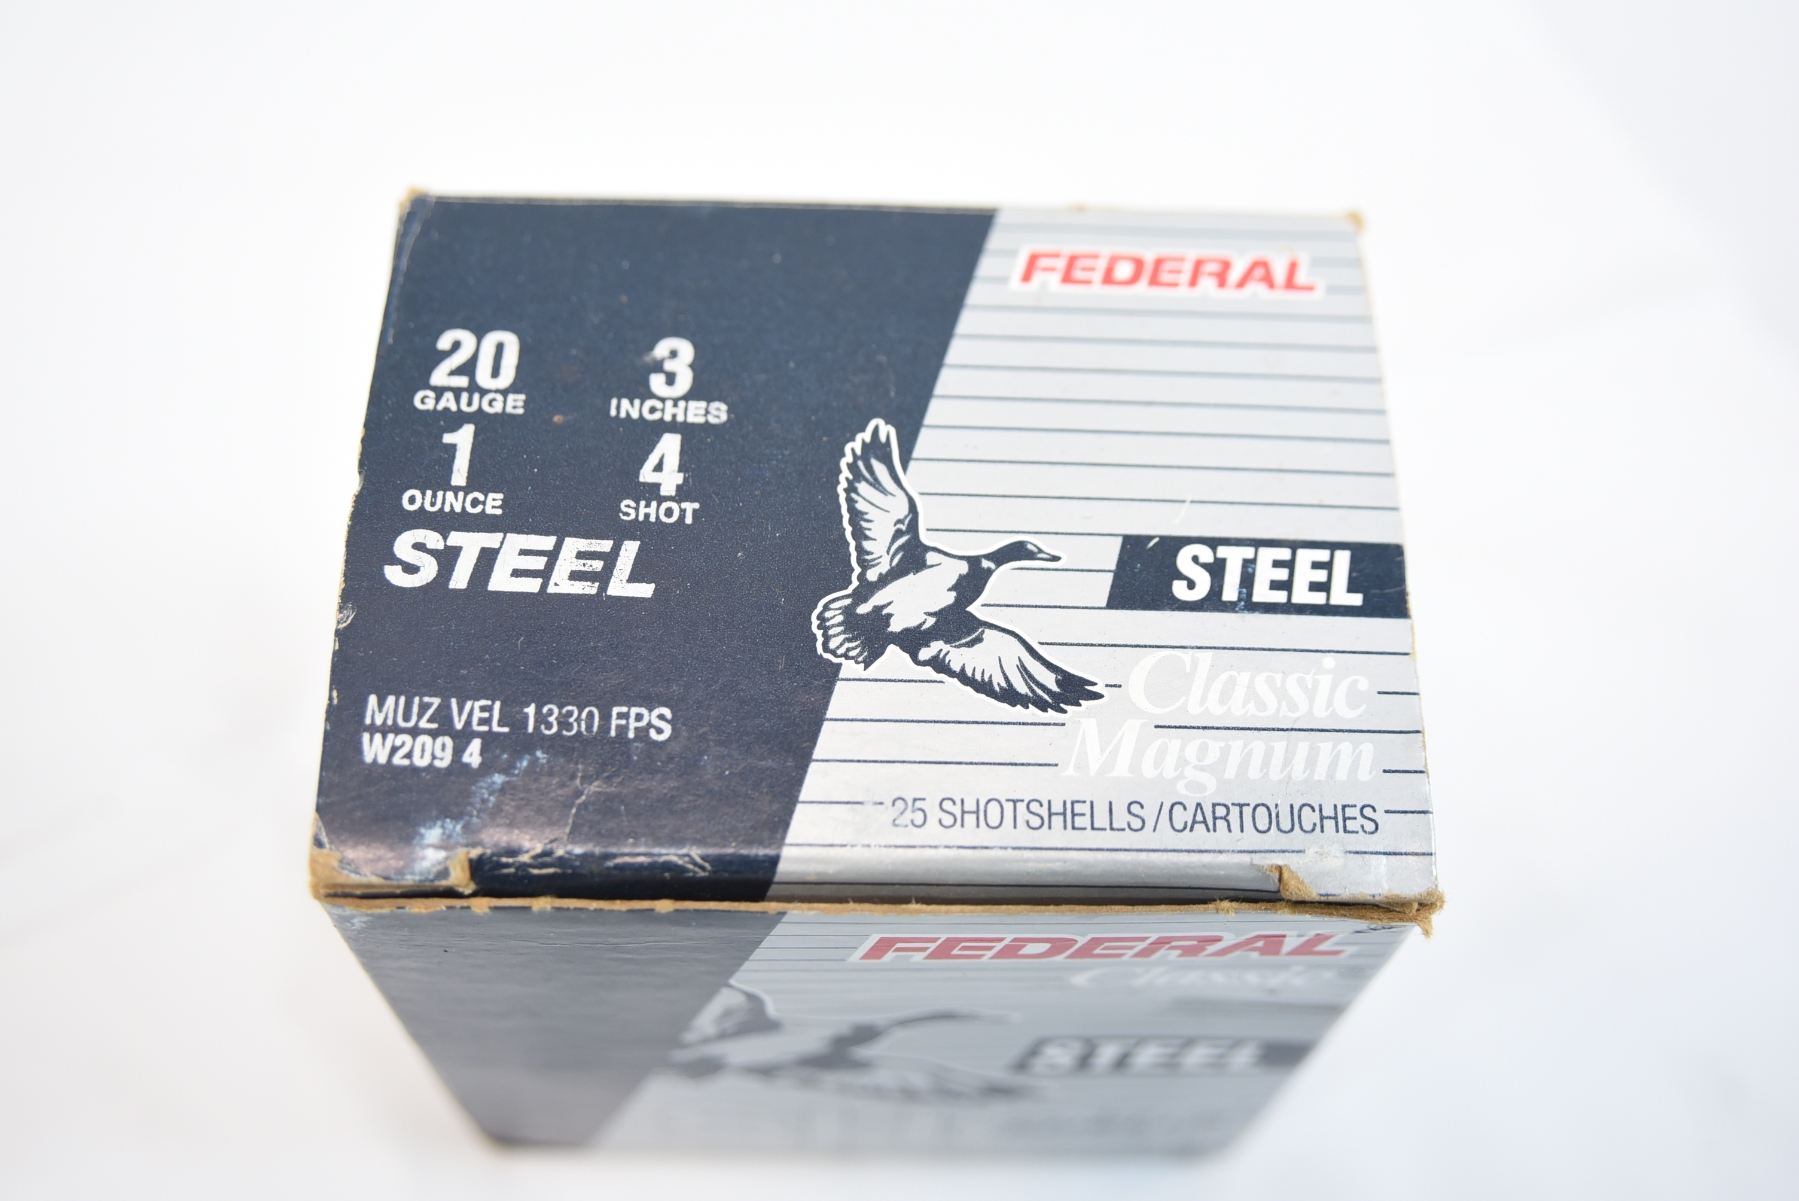 FEDERAL
20 3
GAUGE INCHES
1 4
OUNCE SHOT
STEEL
MUZ VEL 1330 FPS
W209 4
STEEL
Classic
Magnum
25 SHOTSHELLS/CARTOUCHES
FEDERAL
Classic
STEEL